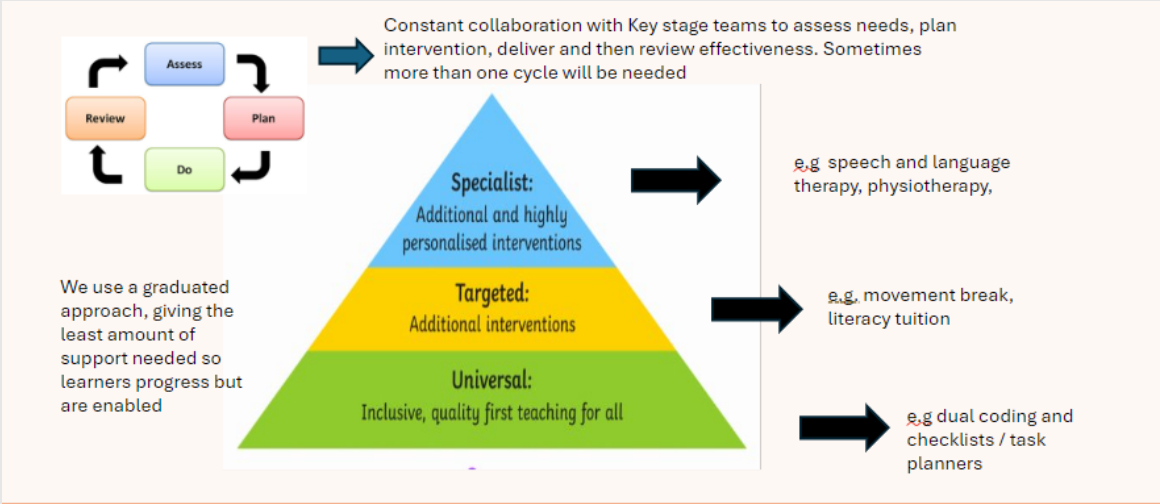 Constant collaboration with Key stage teams to assess needs, plan
intervention, deliver and then review effectiveness. Sometimes
more than one cycle will be needed
Assess
Review
Plan
Do
Specialist:
Additional and highly
personalised interventions
e.g speech and language
therapy, physiotherapy,
We use a graduated
approach, giving the
least amount of
support needed so
learners progress but
are enabled
Targeted:
Additional interventions
e.g. movement break,
literacy tuition
Universal:
Inclusive, quality first teaching for all
e.g dual coding and
checklists / task
planners